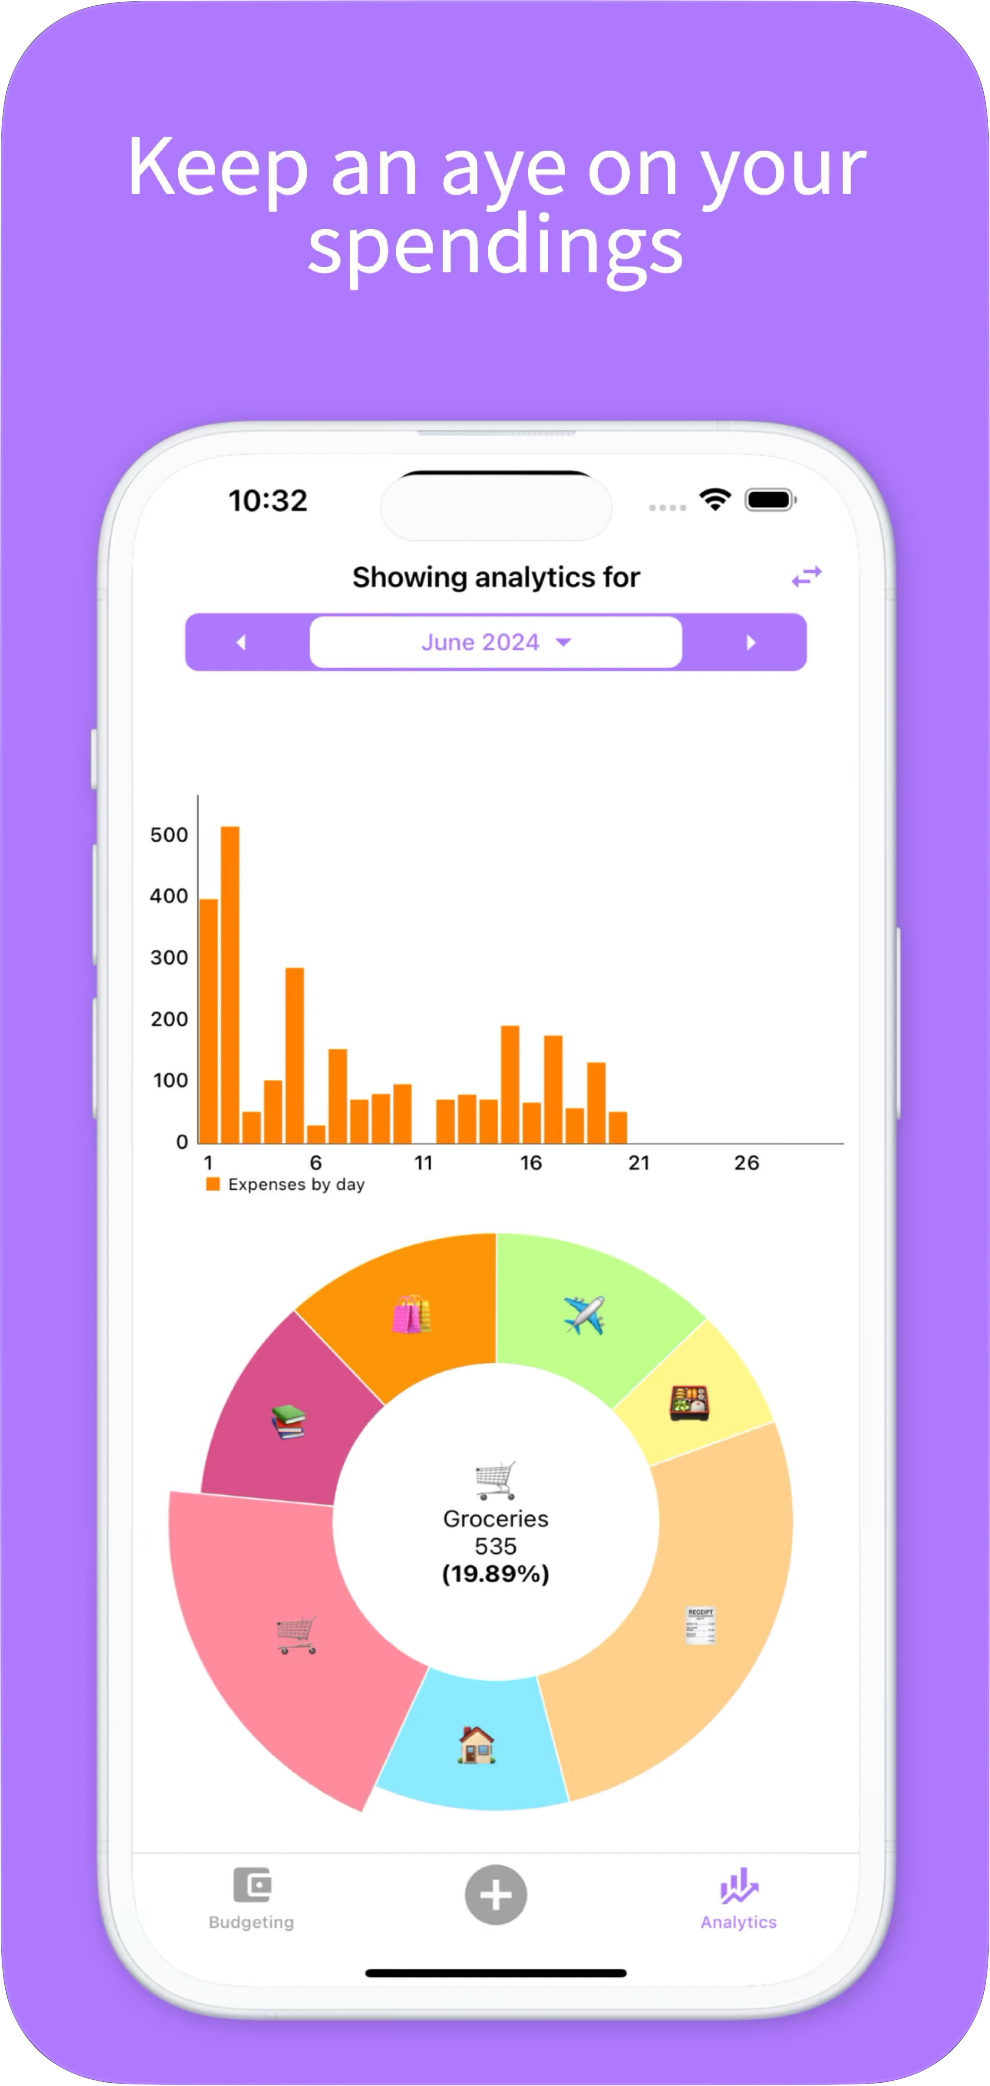 Keep an aye on your
spendings
10:32
Showing analytics for
June 2024
500
400
300
200
100
0
1 6 11 16 21 26
Expenses by day
RECEIPT
Groceries
535
(19.89%)
Budgeting
Analytics